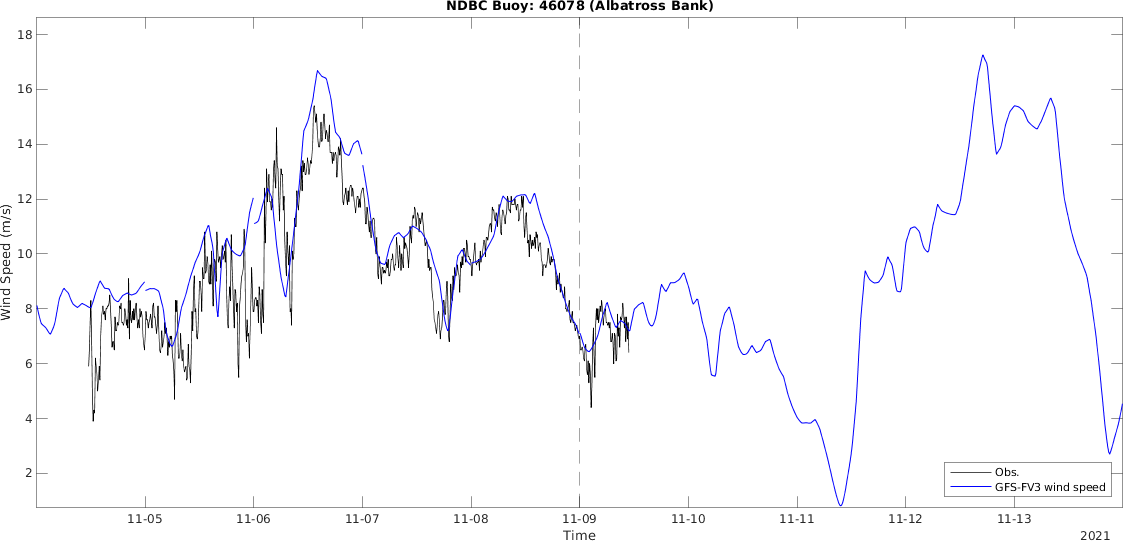 NDBC Buoy: 46078 (Albatross Bank)
18
16
14
12
10
8
6
4
2
Wind Speed (m/s)
Obs.
GFS-FV3 wind speed
11-05 11-06 11-07 11-08 11-09 11-10 11-11 11-12 11-13
Time
2021